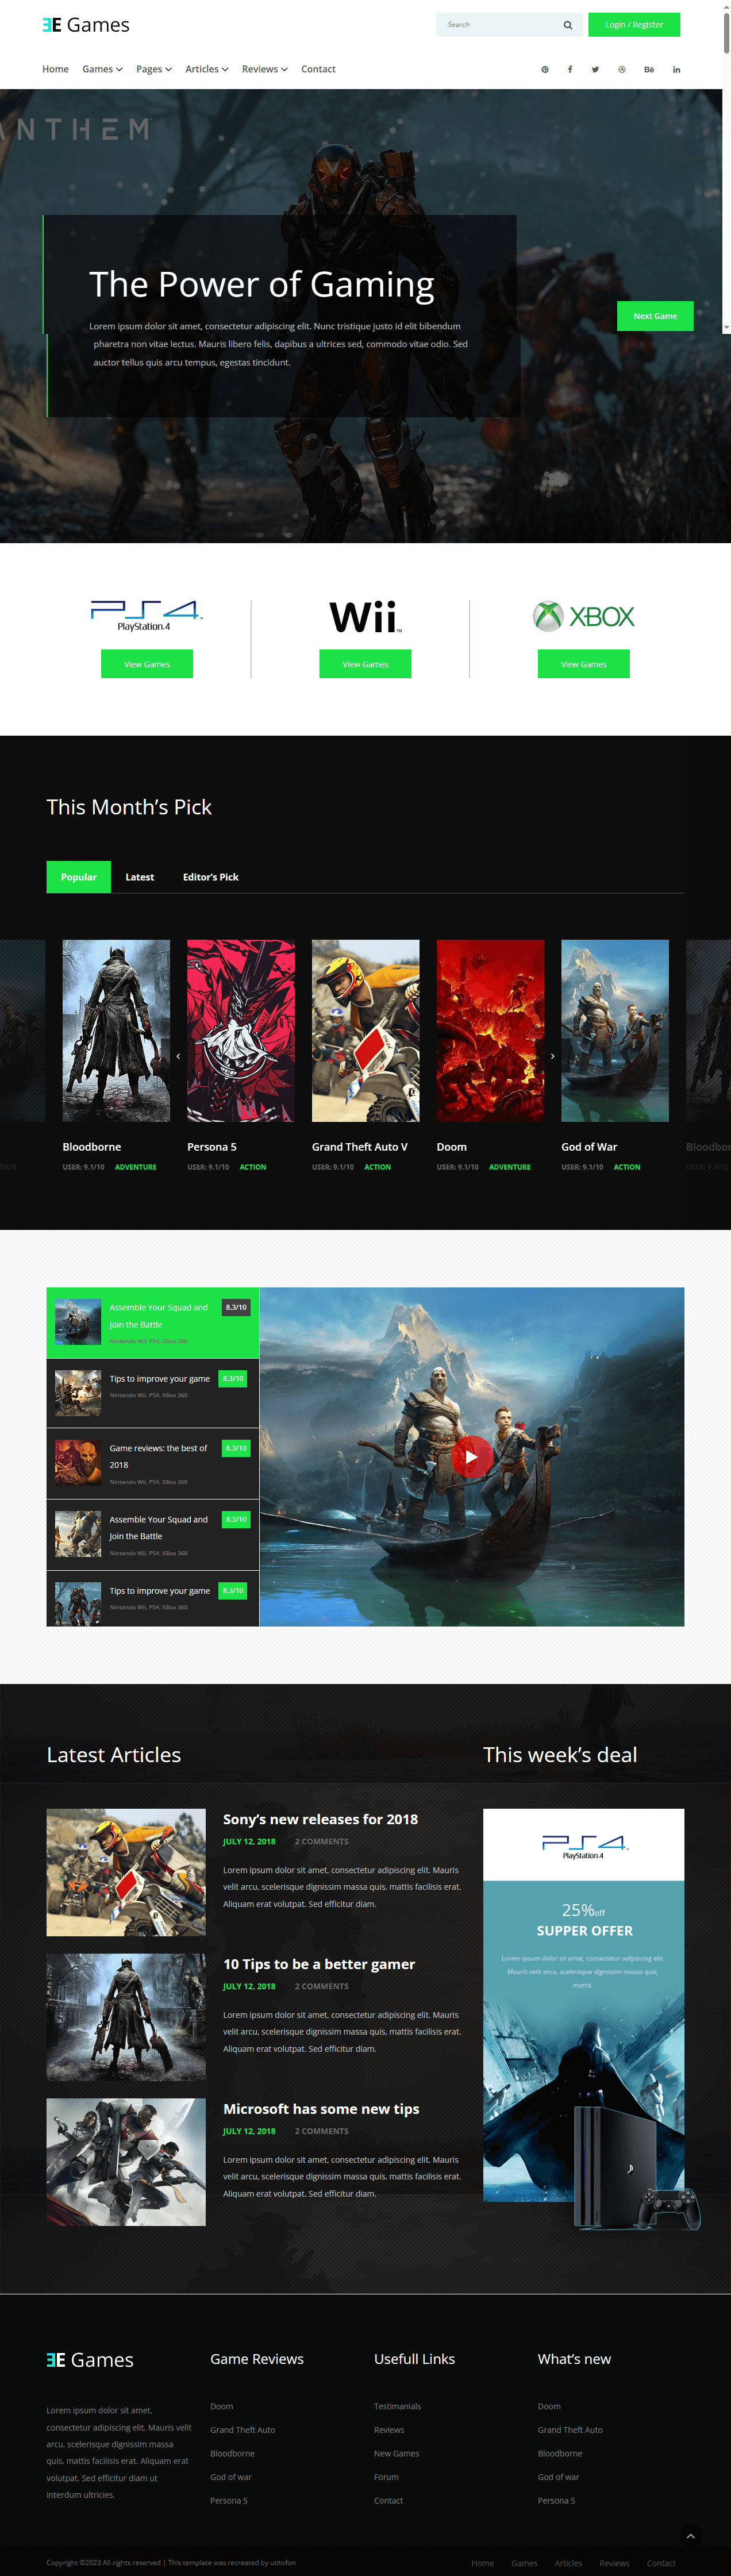 EE Games
Search
Login / Register
Home Games Pages Articles Reviews Contact
ANTHEM
The Power of Gaming
Lorem ipsum dolor sit amet, consectetur adipiscing elit. Nunc tristique justo id elit bibendum
pharetra non vitae lectus. Mauris libero felis, dapibus a ultrices sed, commodo vitae odio. Sed
auctor tellus quis arcu tempus, egestas tincidunt.
Next Game
PS4
PlayStation.4
View Games
Wii
View Games
XBOX
View Games
This Month's Pick
Popular Latest Editor's Pick
Bloodborne
USER: 9.1/10 ADVENTURE
Persona 5
USER: 9.1/10 ACTION
Grand Theft Auto V
USER: 9.1/10 ACTION
Doom
USER: 9.1/10 ADVENTURE
God of War
USER: 9.1/10 ACTION
Assemble Your Squad and
Join the Battle
8.3/10
Nintendo Wii, PS4, XBox 360
Tips to improve your game
8.3/10
Nintendo Wii, PS4, XBox 360
Game reviews: the best of
2018
8.3/10
Nintendo Wii, PS4, XBox 360
Assemble Your Squad and
Join the Battle
8.3/10
Nintendo Wii, PS4, XBox 360
Tips to improve your game
8.3/10
Nintendo Wii, PS4, XBox 360
Latest Articles
Sony's new releases for 2018
JULY 12, 2018 2 COMMENTS
Lorem ipsum dolor sit amet, consectetur adipiscing elit. Mauris
velit arcu, scelerisque dignissim massa quis, mattis facilisis erat.
Aliquam erat volutpat. Sed efficitur diam.
10 Tips to be a better gamer
JULY 12, 2018 2 COMMENTS
Lorem ipsum dolor sit amet, consectetur adipiscing elit. Mauris
velit arcu, scelerisque dignissim massa quis, mattis facilisis erat.
Aliquam erat volutpat. Sed efficitur diam.
Microsoft has some new tips
JULY 12, 2018 2 COMMENTS
Lorem ipsum dolor sit amet, consectetur adipiscing elit. Mauris
velit arcu, scelerisque dignissim massa quis, mattis facilisis erat.
Aliquam erat volutpat. Sed efficitur diam.
This week's deal
PS4
PlayStation.4
25%off
SUPPER OFFER
Lorem ipsum dolor sit amet, consectetur adipiscing elit.
Mauris velit arcu, scelerisque dignissim massa quis,
mattis.
EE Games
Lorem ipsum dolor sit amet,
consectetur adipiscing elit. Mauris velit
arcu, scelerisque dignissim massa
quis, mattis facilisis erat. Aliquam erat
volutpat. Sed efficitur diam ut
interdum ultricies.
Game Reviews
Doom
Grand Theft Auto
Bloodborne
God of war
Persona 5
Usefull Links
Testimanials
Reviews
New Games
Forum
Contact
What's new
Doom
Grand Theft Auto
Bloodborne
God of war
Persona 5
Copyright ©2023 All rights reserved | This template was recreated by utitofon
Home Games Articles Reviews Contact